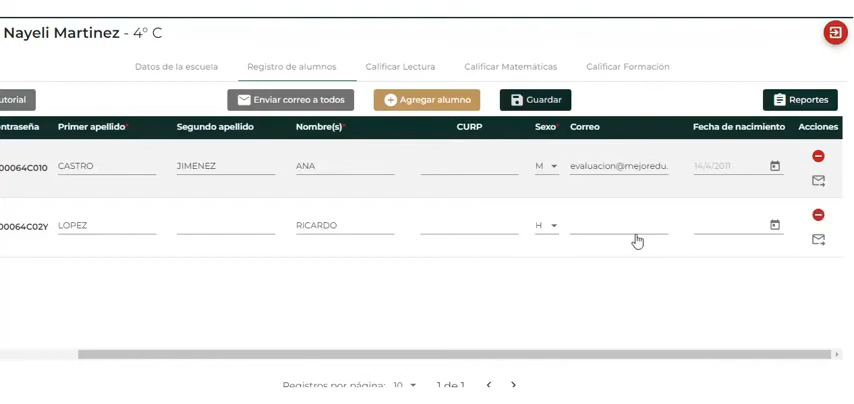 Nayeli Martinez - 4° C
Datos de la escuela Registro de alumnos Calificar Lectura Calificar Matemáticas Calificar Formación
utorial Enviar correo a todos Agregar alumno Guardar Reportes
ontraseña Primer apellido* Segundo apellido Nombre(s)* CURP Sexo* Correo Fecha de nacimiento Acciones
00064C010 CASTRO JIMENEZ ANA M evaluacion@mejoredu. 14/4/2011
00064C02Y LOPEZ RICARDO H
Registros por página: 10 1 de 1